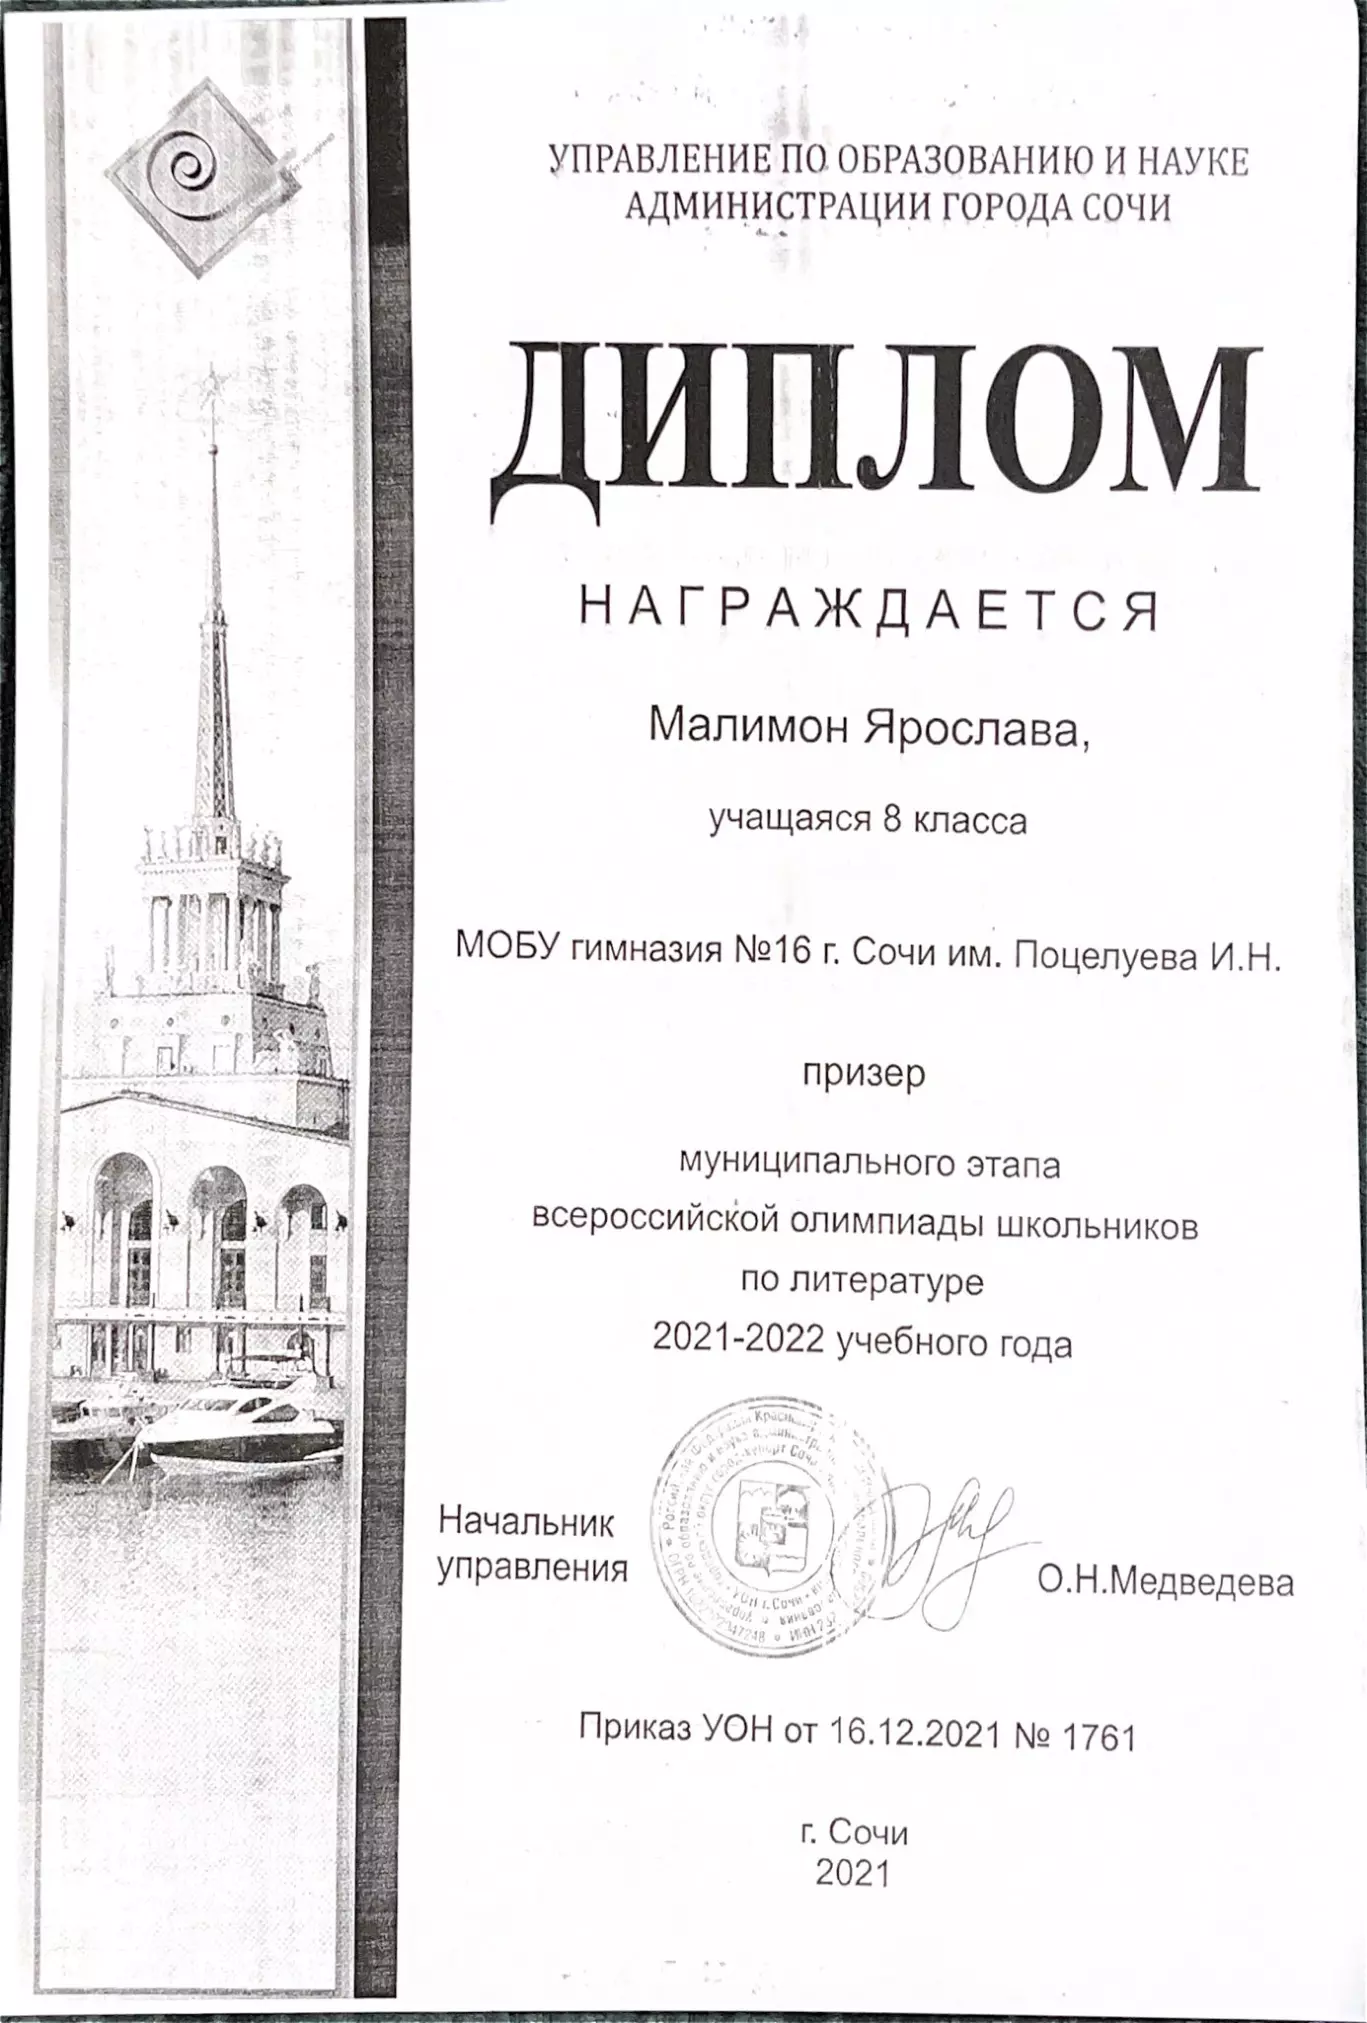 УПРАВЛЕНИЕ ПО ОБРАЗОВАНИЮ И НАУКЕ
АДМИНИСТРАЦИИ ГОРОДА СОЧИ
ДИПЛОМ
НАГРАЖДАЕТСЯ
Малимон Ярослава,
учащаяся 8 класса
МОБУ гимназия №16 г. Сочи им. Поцелуева И.Н.
призер
муниципального этапа
всероссийской олимпиады школьников
по литературе
2021-2022 учебного года
Начальник
управления
О.Н.Медведева
Приказ УОН от 16.12.2021 № 1761
г. Сочи
2021